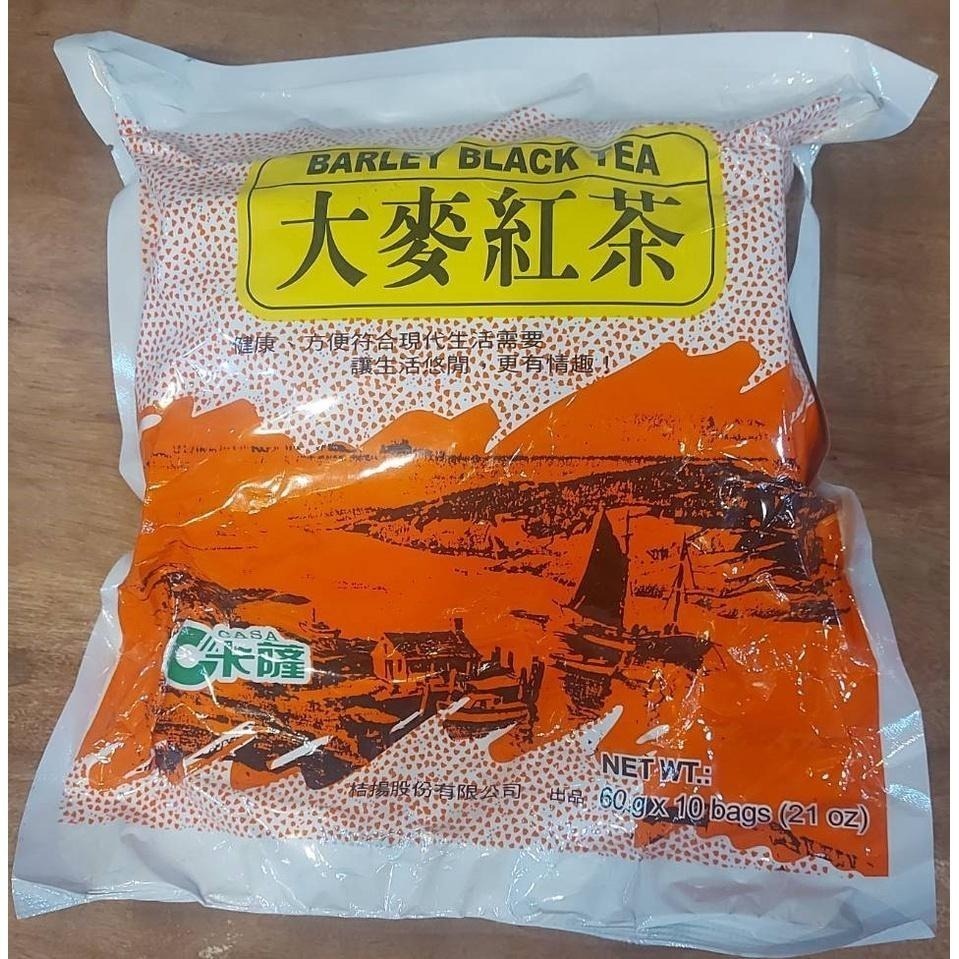 BARLEY BLACK TEA
大麥紅茶
健康、方便符合現代生活需要
讓生活悠閒，更有情趣！
CASA
卡薩
NET WT.:
桔揚股份有限公司 出品
60 g x 10 bags (21 oz)